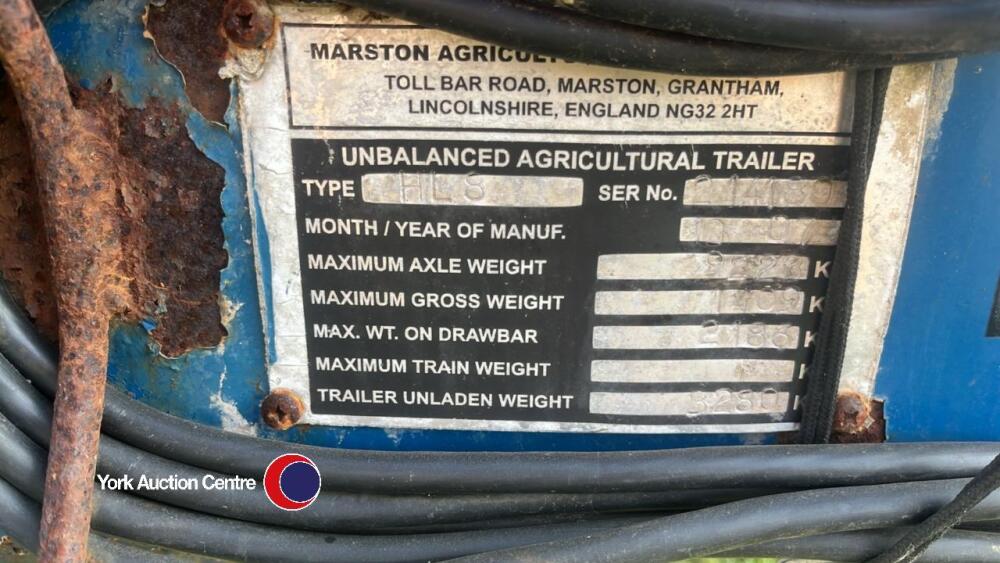 MARSTON
TOLL BAR ROAD, MARSTON, GRANTHAM,
LINCOLNSHIRE, ENGLAND NG32 2HT
UNBALANCED AGRICULTURAL TRAILER
TYPE HL8 SER No.
MONTH / YEAR OF MANUF.
MAXIMUM AXLE WEIGHT K
MAXIMUM GROSS WEIGHT K
MAX. WT. ON DRAWBAR 2186 K
MAXIMUM TRAIN WEIGHT
TRAILER UNLADEN WEIGHT 3280
York Auction Centre